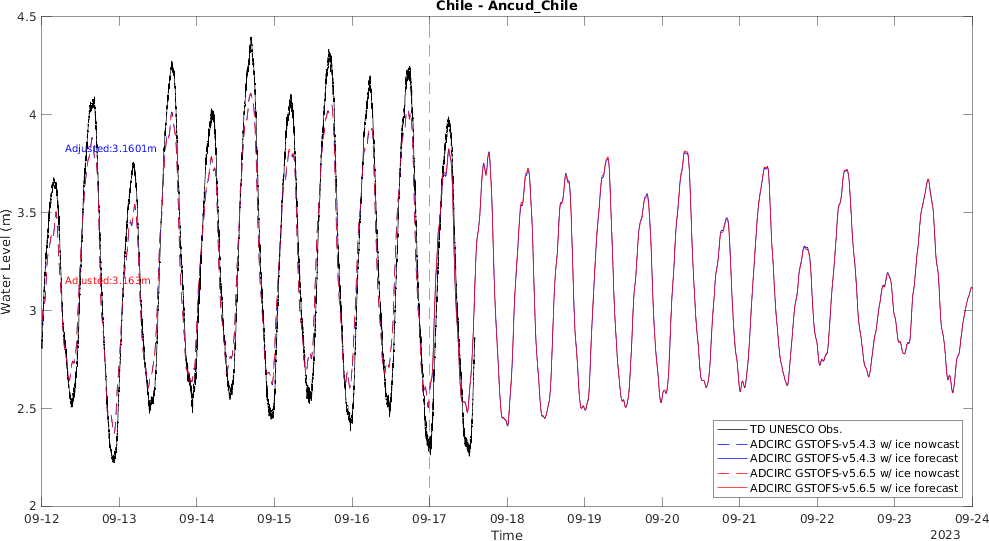 Chile - Ancud_Chile
4.5
4
3.5
3
2.5
2
Water Level (m)
Adjusted:3.1601m
Adjusted:3.163m
TD UNESCO Obs.
ADCIRC GSTOFS-v5.4.3 w/ ice nowcast
ADCIRC GSTOFS-v5.4.3 w/ ice forecast
ADCIRC GSTOFS-v5.6.5 w/ ice nowcast
ADCIRC GSTOFS-v5.6.5 w/ ice forecast
09-12 09-13 09-14 09-15 09-16 09-17 09-18 09-19 09-20 09-21 09-22 09-23 09-24
Time
2023